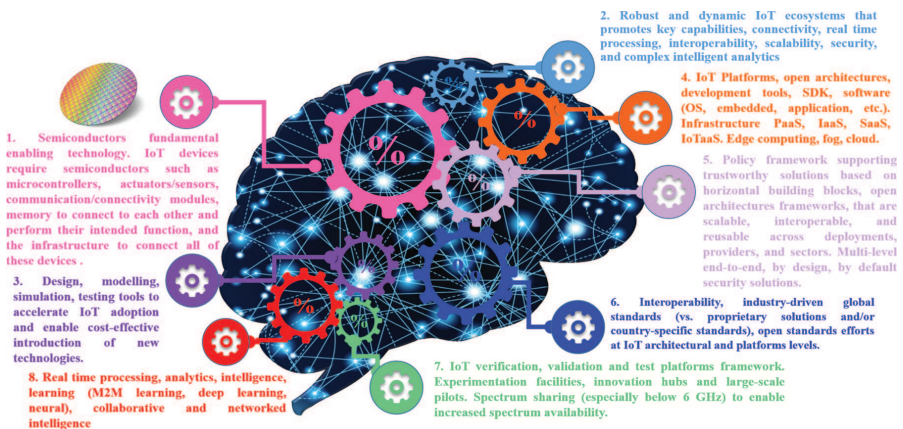 1. Semiconductors fundamental
enabling technology. IoT devices
require semiconductors such as
microcontrollers, actuators/sensors,
communication/connectivity modules,
memory to connect to each other and
perform their intended function, and
the infrastructure to connect all of
these devices .
2. Robust and dynamic IoT ecosystems that
promotes key capabilities, connectivity, real time
processing, interoperability, scalability, security,
and complex intelligent analytics
3. Design, modelling,
simulation, testing tools to
accelerate IoT adoption
and enable cost-effective
introduction of new
technologies.
4. IoT Platforms, open architectures,
development tools, SDK, software
(OS, embedded, application, etc.).
Infrastructure PaaS, IaaS, SaaS,
IoTaaS. Edge computing, fog, cloud.
5. Policy framework supporting
trustworthy solutions based on
horizontal building blocks, open
architectures frameworks, that are
scalable, interoperable, and
reusable across deployments,
providers, and sectors. Multi-level
end-to-end, by design, by default
security solutions.
6. Interoperability, industry-driven global
standards (vs. proprietary solutions and/or
country-specific standards), open standards efforts
at IoT architectural and platforms levels.
7. IoT verification, validation and test platforms framework.
Experimentation facilities, innovation hubs and large-scale
pilots. Spectrum sharing (especially below 6 GHz) to enable
increased spectrum availability.
8. Real time processing, analytics, intelligence,
learning (M2M learning, deep learning,
neural), collaborative and networked
intelligence
%
%
%
%
%
%
%
%